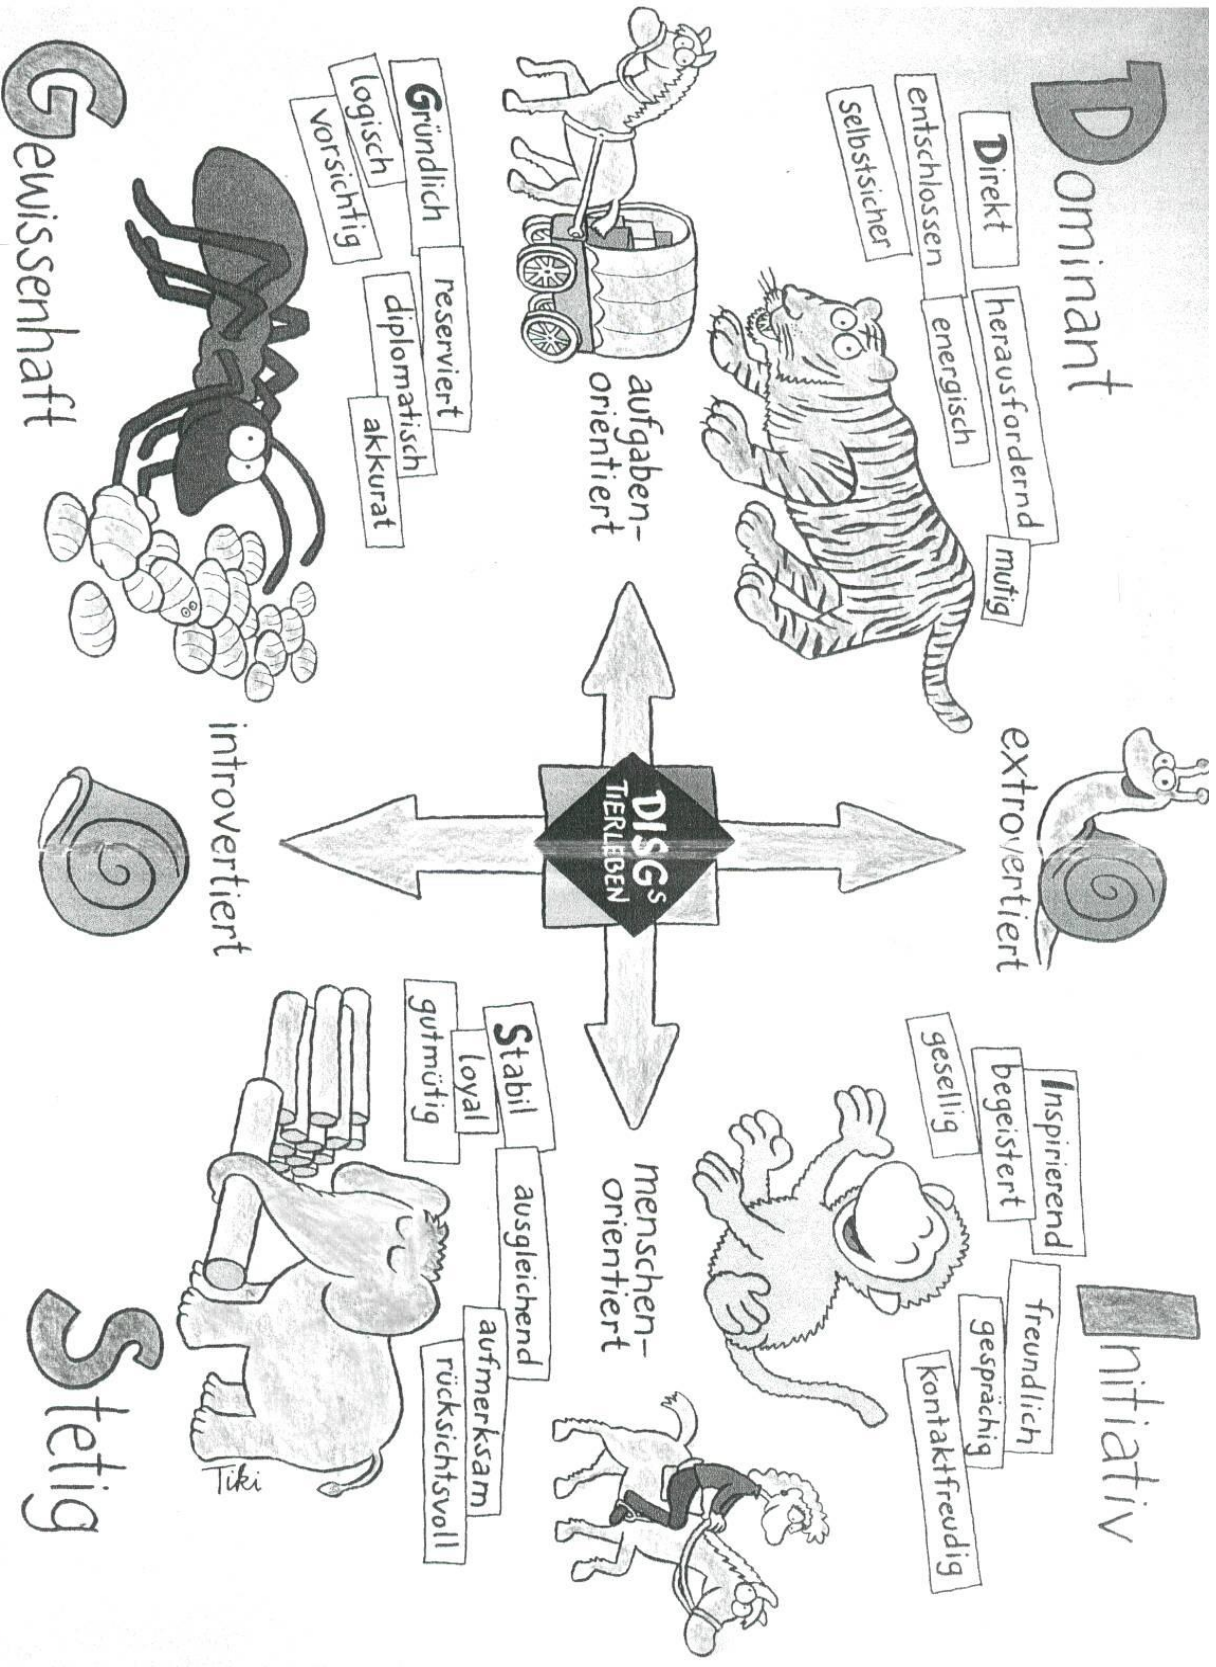 Dominant
Direkt
herausfordernd
mutig
entschlossen
energisch
selbstsicher
extrovertiert
Initiativ
Inspirierend
freundlich
begeistert
gesprächig
gesellig
kontaktfreudig
aufgaben-
orientiert
DISGs
TIERLEBEN
menschen-
orientiert
Gründlich
reserviert
logisch
diplomatisch
vorsichtig
akkurat
Gewissenhaft
introvertiert
Stabil
ausgleichend
loyal
aufmerksam
gutmütig
rücksichtsvoll
Tiki
Stetig